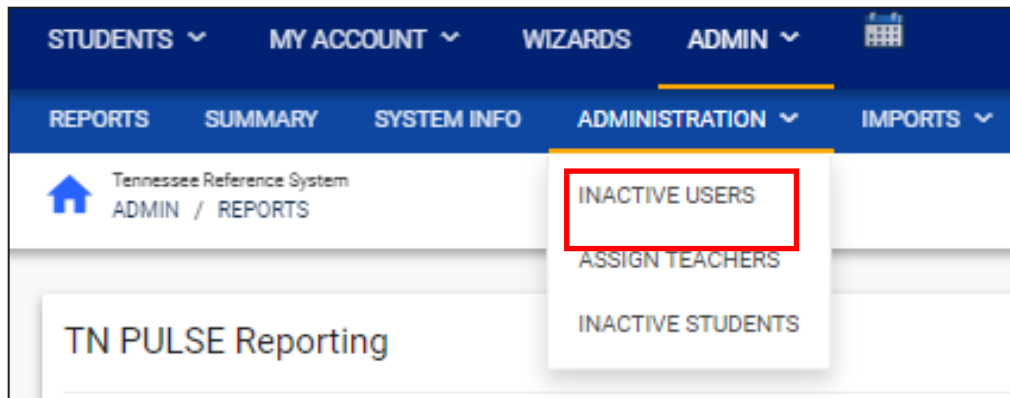 STUDENTS MY ACCOUNT WIZARDS ADMIN
REPORTS SUMMARY SYSTEM INFO ADMINISTRATION IMPORTS
Tennessee Reference System
ADMIN / REPORTS
INACTIVE USERS
ASSIGN TEACHERS
INACTIVE STUDENTS
TN PULSE Reporting